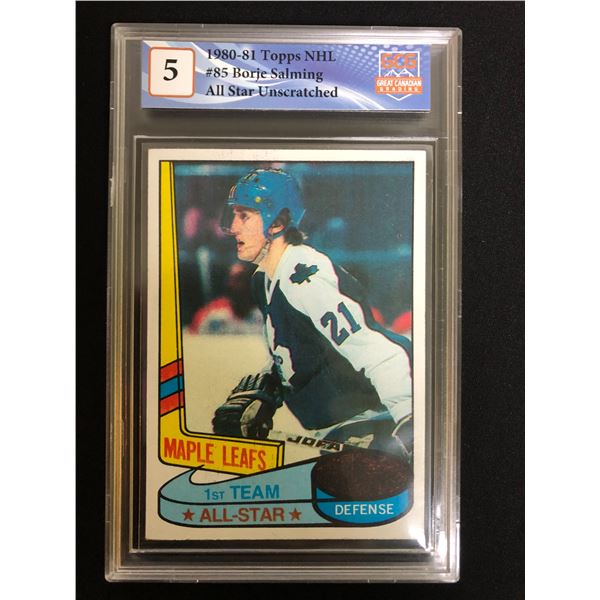 5
1980-81 Topps NHL
#85 Borje Salming
All Star Unscratched
GCG
GREAT CANADIAN
GRADING
21
JOFA
MAPLE LEAFS
1ST TEAM
★ ALL-STAR ★
DEFENSE